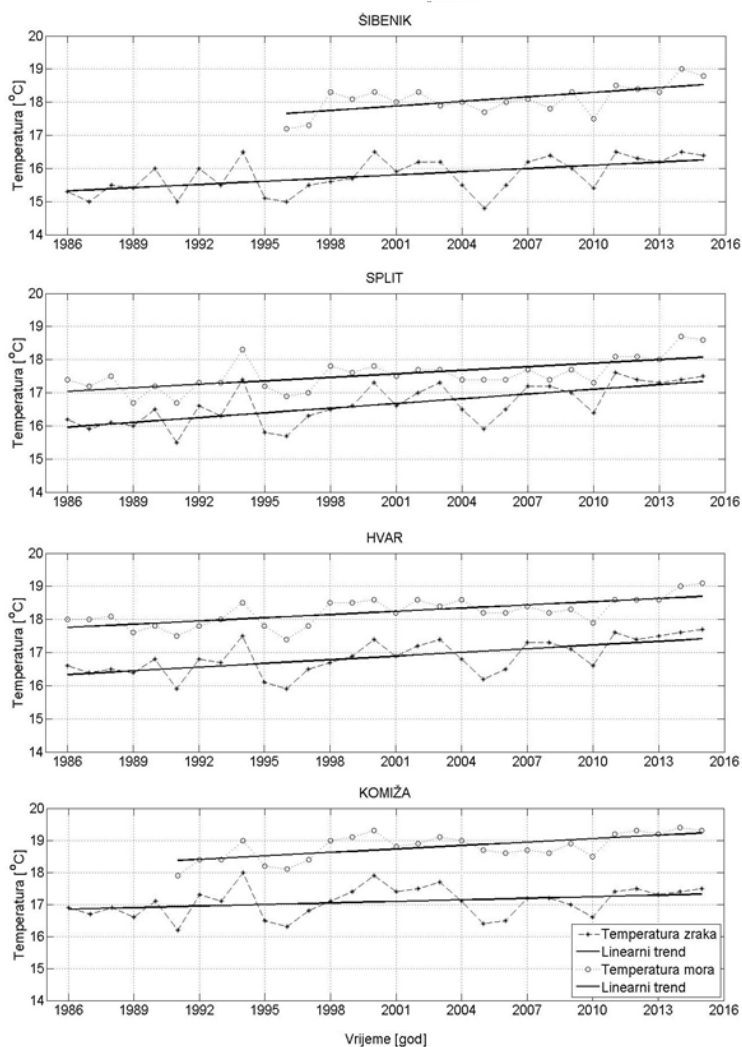 ŠIBENIK
20
19
18
17
16
15
14
Temperatura [°C]
1986 1989 1992 1995 1998 2001 2004 2007 2010 2013 2016
SPLIT
20
19
18
17
16
15
14
Temperatura [°C]
1986 1989 1992 1995 1998 2001 2004 2007 2010 2013 2016
HVAR
20
19
18
17
16
15
14
Temperatura [°C]
1986 1989 1992 1995 1998 2001 2004 2007 2010 2013 2016
KOMIŽA
20
19
18
17
16
15
14
Temperatura [°C]
1986 1989 1992 1995 1998 2001 2004 2007 2010 2013 2016
Temperatura zraka
Linearni trend
Temperatura mora
Linearni trend
Vrijeme [god]